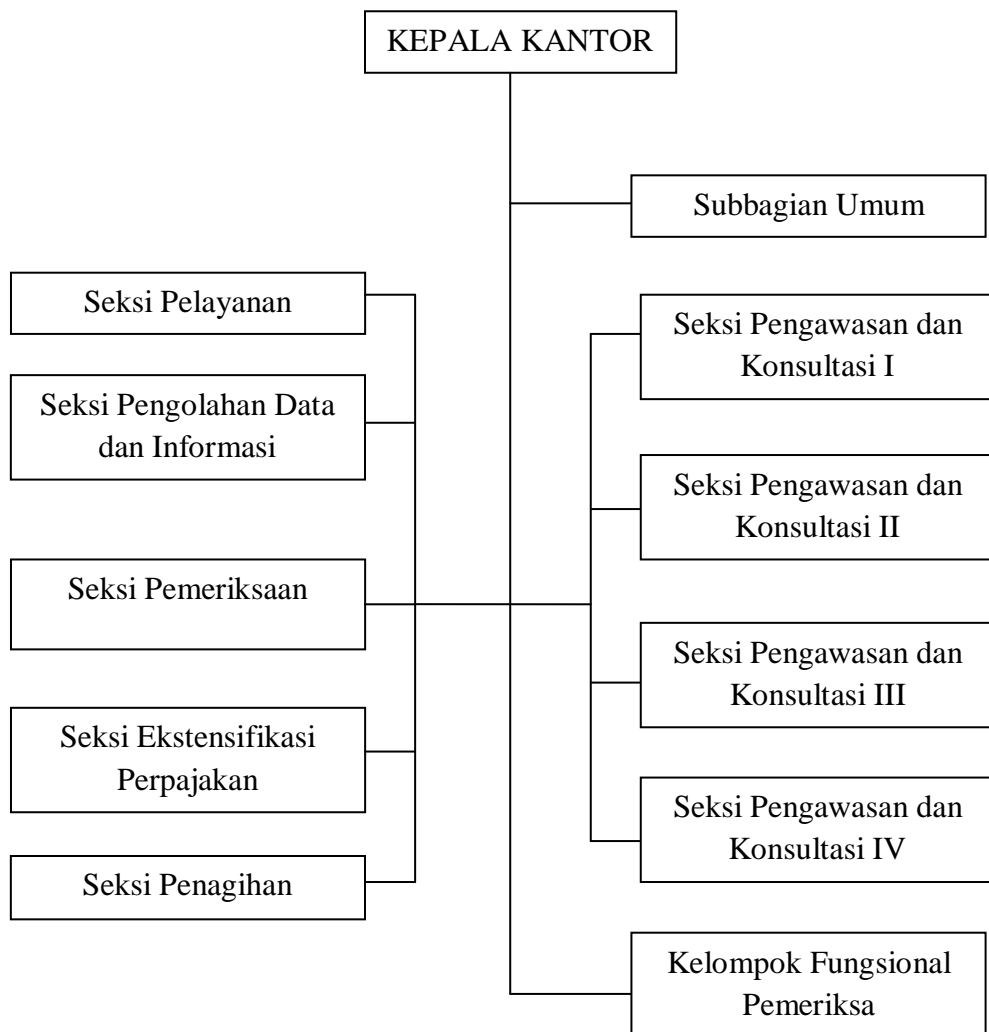 KEPALA KANTOR
Subbagian Umum
Seksi Pelayanan
Seksi Pengolahan Data
dan Informasi
Seksi Pemeriksaan
Seksi Ekstensifikasi
Perpajakan
Seksi Penagihan
Seksi Pengawasan dan
Konsultasi I
Seksi Pengawasan dan
Konsultasi II
Seksi Pengawasan dan
Konsultasi III
Seksi Pengawasan dan
Konsultasi IV
Kelompok Fungsional
Pemeriksa